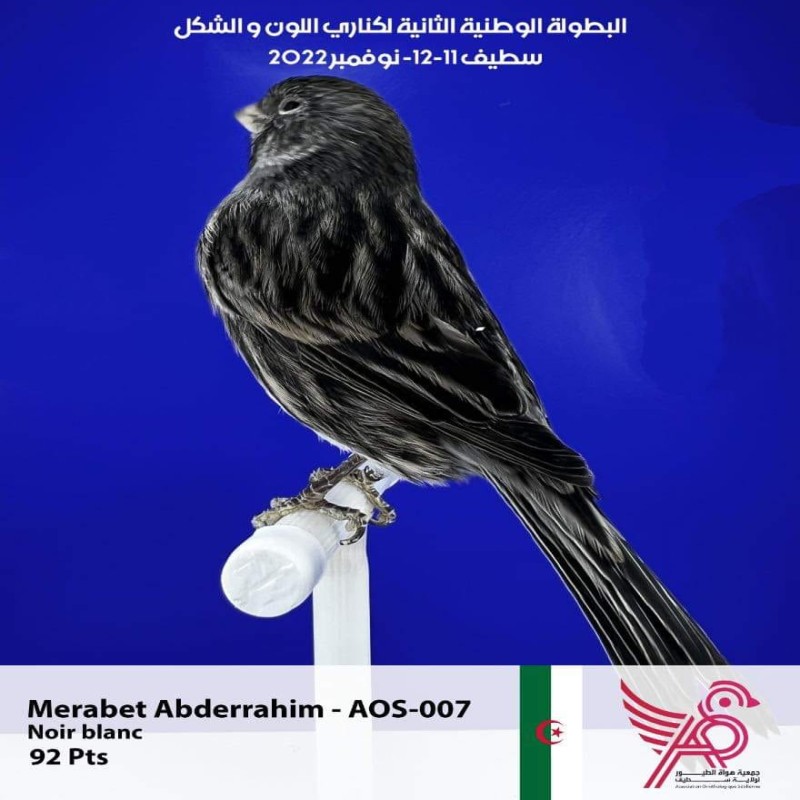 البطولة الوطنية الثانية لكناري اللون و الشكل
سطيف 11-12- نوفمبر 2022
Merabet Abderrahim - AOS-007
Noir blanc
92 Pts
جمعية هواة الطيور
لولاية سطيف